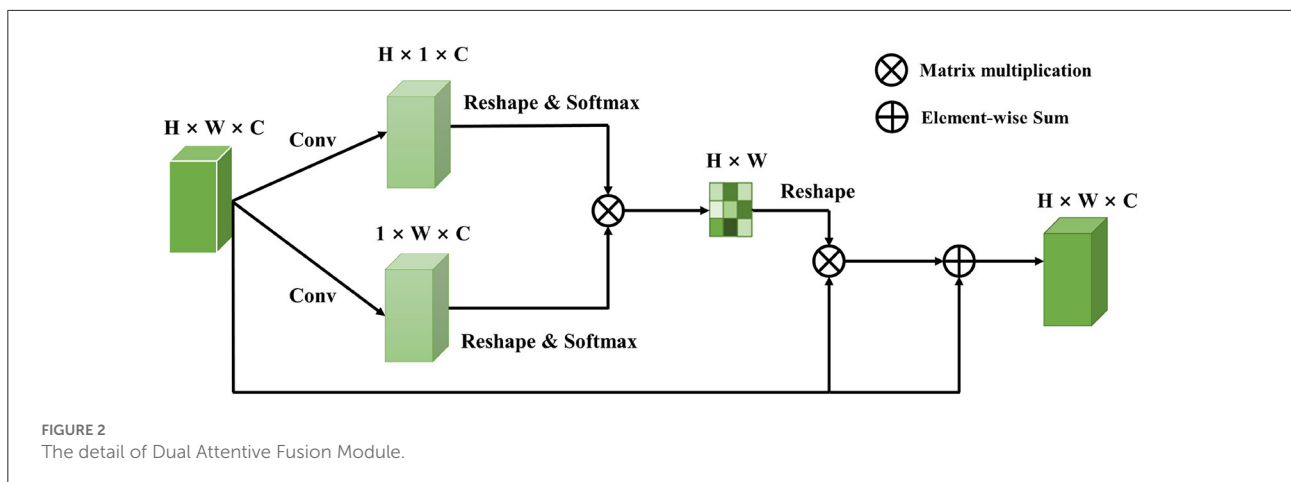 H × 1 × C
Matrix multiplication
Reshape & Softmax
Element-wise Sum
H × W × C
Conv
H × W
Reshape
H × W × C
1 × W × C
Conv
Reshape & Softmax
FIGURE 2
The detail of Dual Attentive Fusion Module.